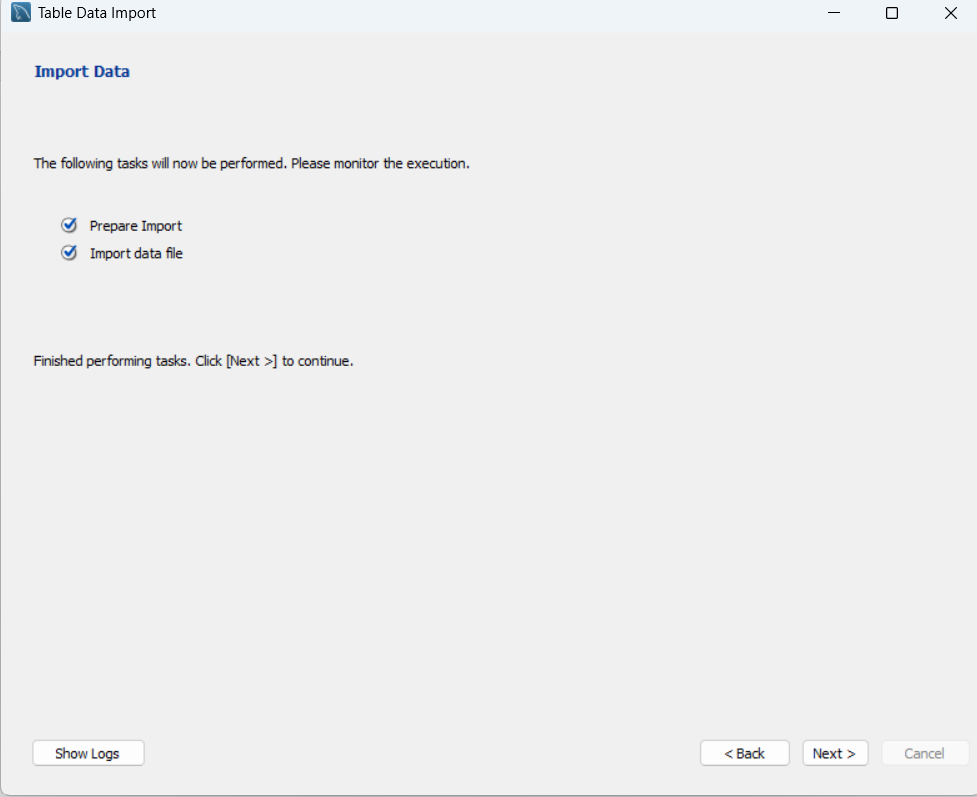 Table Data Import
Import Data
The following tasks will now be performed. Please monitor the execution.
Prepare Import
Import data file
Finished performing tasks. Click [Next >] to continue.
Show Logs
< Back
Next >
Cancel